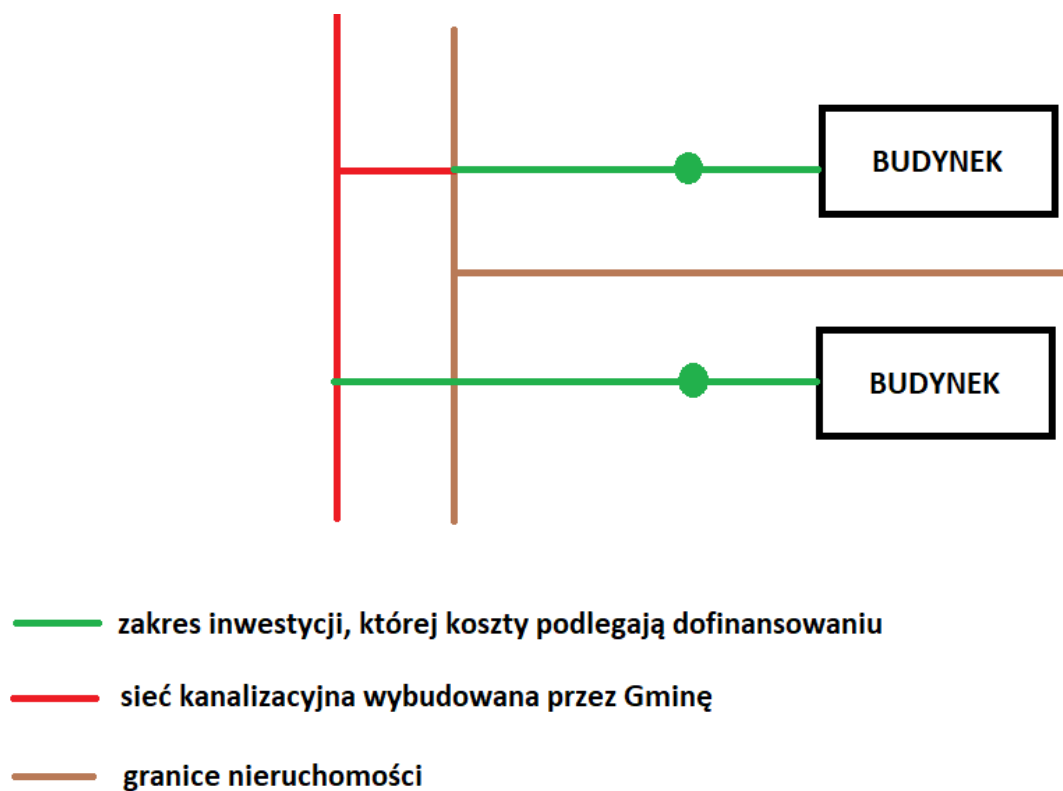 BUDYNEK
BUDYNEK
zakres inwestycji, której koszty podlegają dofinansowaniu
sieć kanalizacyjna wybudowana przez Gminę
granice nieruchomości